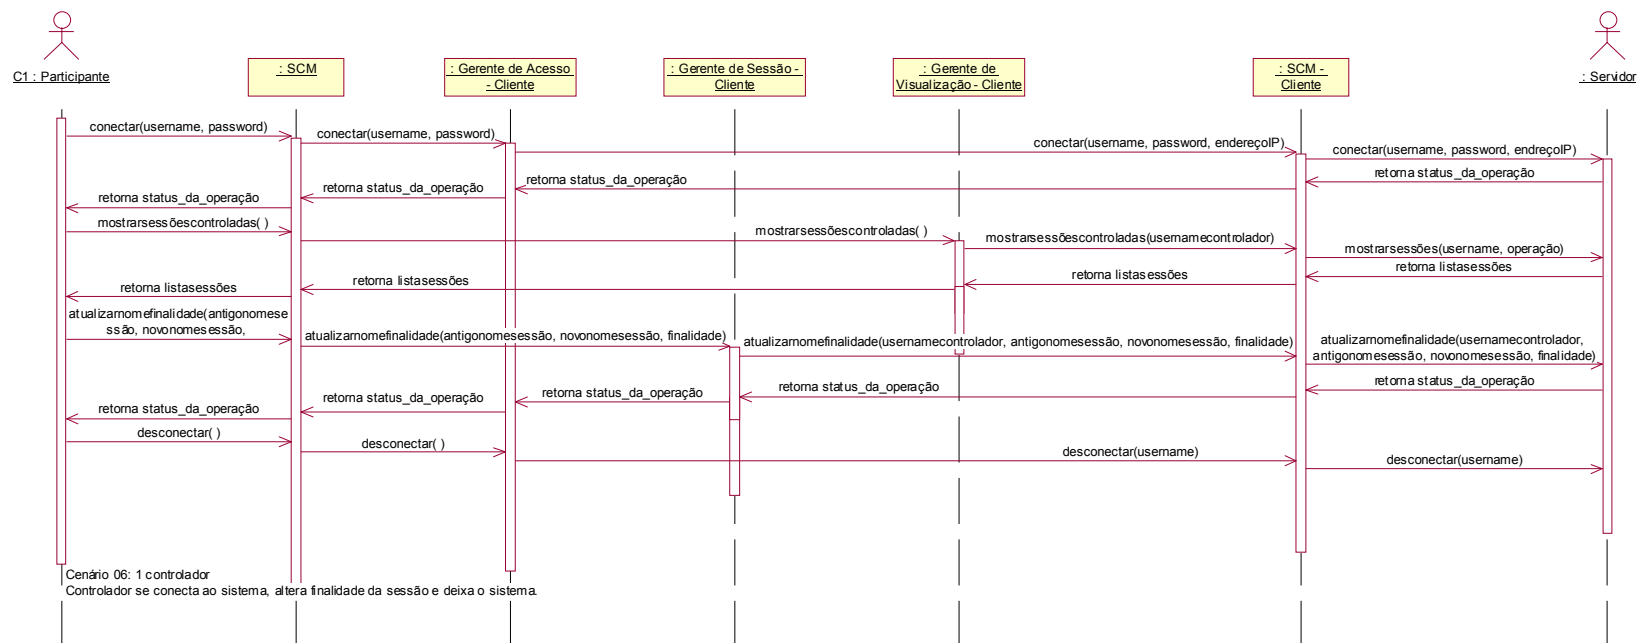 C1 : Participante
: SCM
: Gerente de Acesso
- Cliente
: Gerente de Sessão -
Cliente
: Gerente de
Visualização - Cliente
: SCM -
Cliente
: Servidor
conectar(username, password)
conectar(username, password)
conectar(username, password, endereçoIP)
conectar(username, password, endreçoIP)
retorna status_da_operação
retorna status_da_operação
retorna status_da_operação
retorna status_da_operação
mostrarsessõescontroladas( )
mostrarsessõescontroladas( )
mostrarsessõescontroladas(usernamecontrolador)
mostrarsessões(username, operação)
retorna listasessões
retorna listasessões
retorna listasessões
retorna listasessões
atualizarnomefinalidade(antigonomese
ssão, novonomesessão,
atualizarnomefinalidade(antigonomesessão, novonomesessão, finalidade)
atualizarnomefinalidade(usernamecontrolador, antigonomesessão, novonomesessão, finalidade)
atualizarnomefinalidade(usernamecontrolador,
antigonomesessão, novonomesessão, finalidade)
retorna status_da_operação
retorna status_da_operação
retorna status_da_operação
retorna status_da_operação
retorna status_da_operação
desconectar( )
desconectar( )
desconectar(username)
desconectar(username)
Cenário 06: 1 controlador
Controlador se conecta ao sistema, altera finalidade da sessão e deixa o sistema.